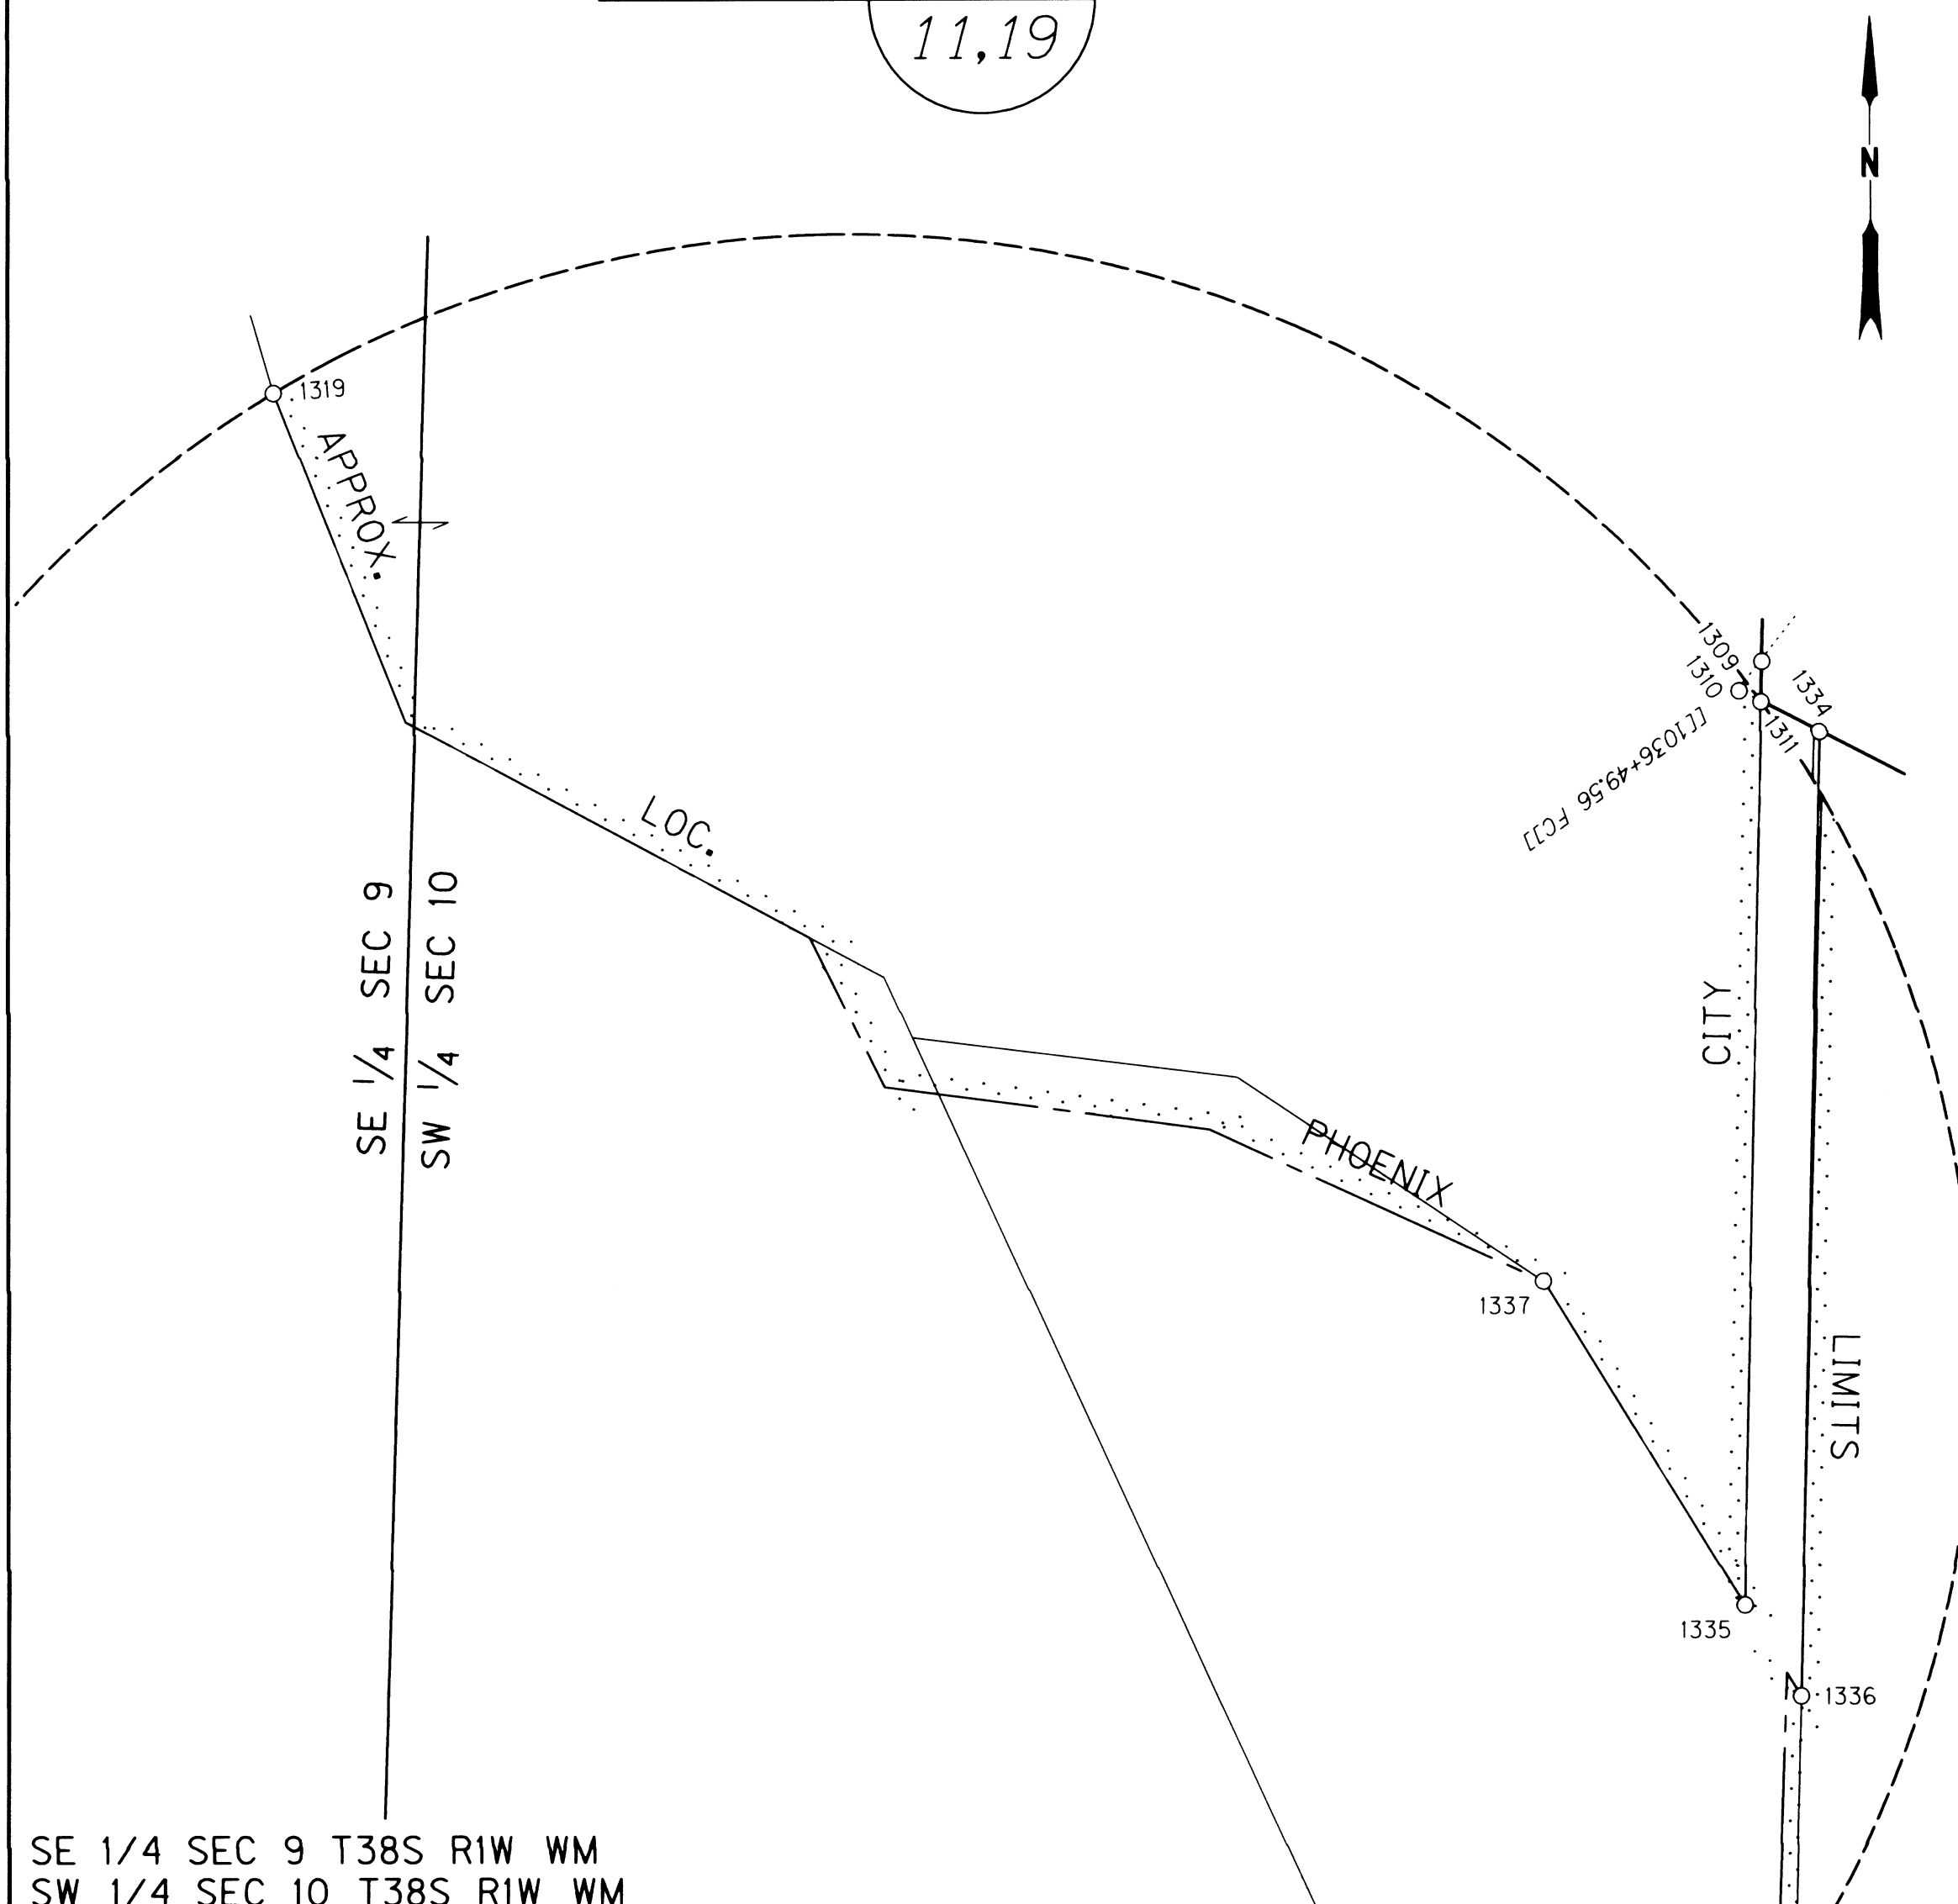 11,19
N
1319
APPROX.
1309
1310
1334
1311
[[1036+49.56 FC]]
LOC.
SE 1/4 SEC 9
SW 1/4 SEC 10
CITY
PHOENIX
1337
LIMITS
1335
1336
SE 1/4 SEC 9 T38S R1W WM
SW 1/4 SEC 10 T38S R1W WM